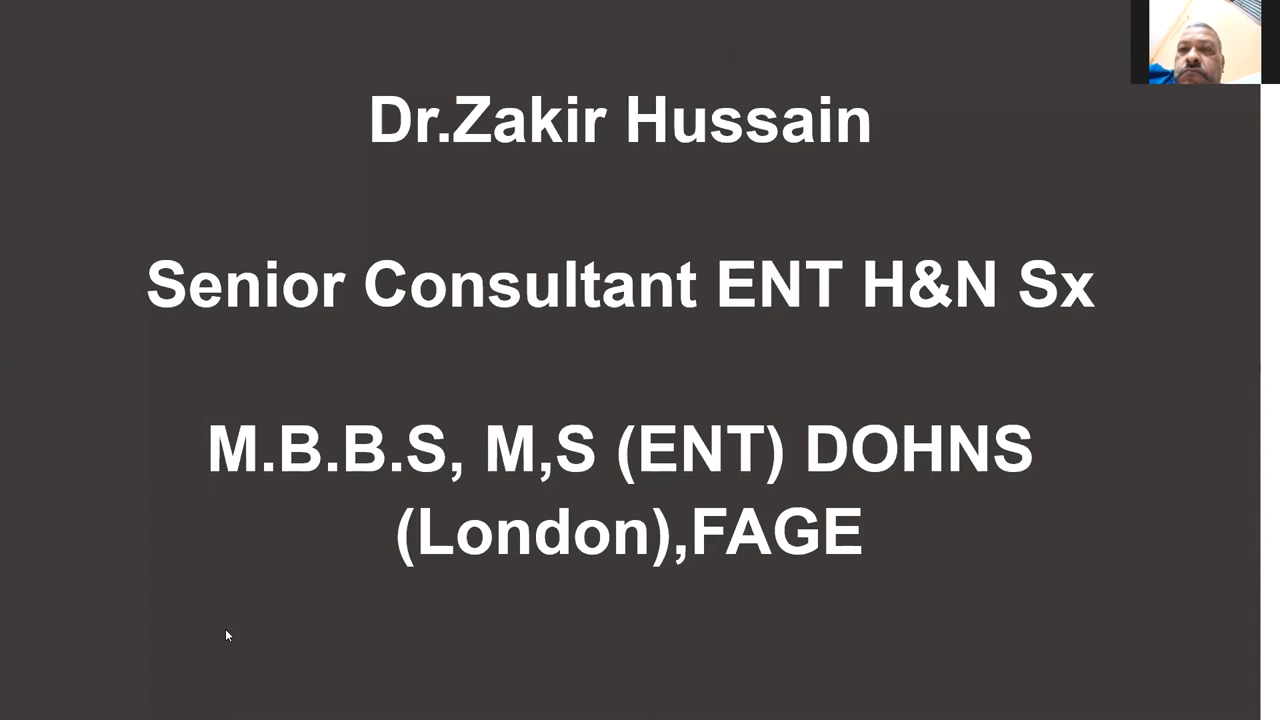 Dr.Zakir Hussain
Senior Consultant ENT H&N Sx
M.B.B.S, M,S (ENT) DOHNS
(London),FAGE